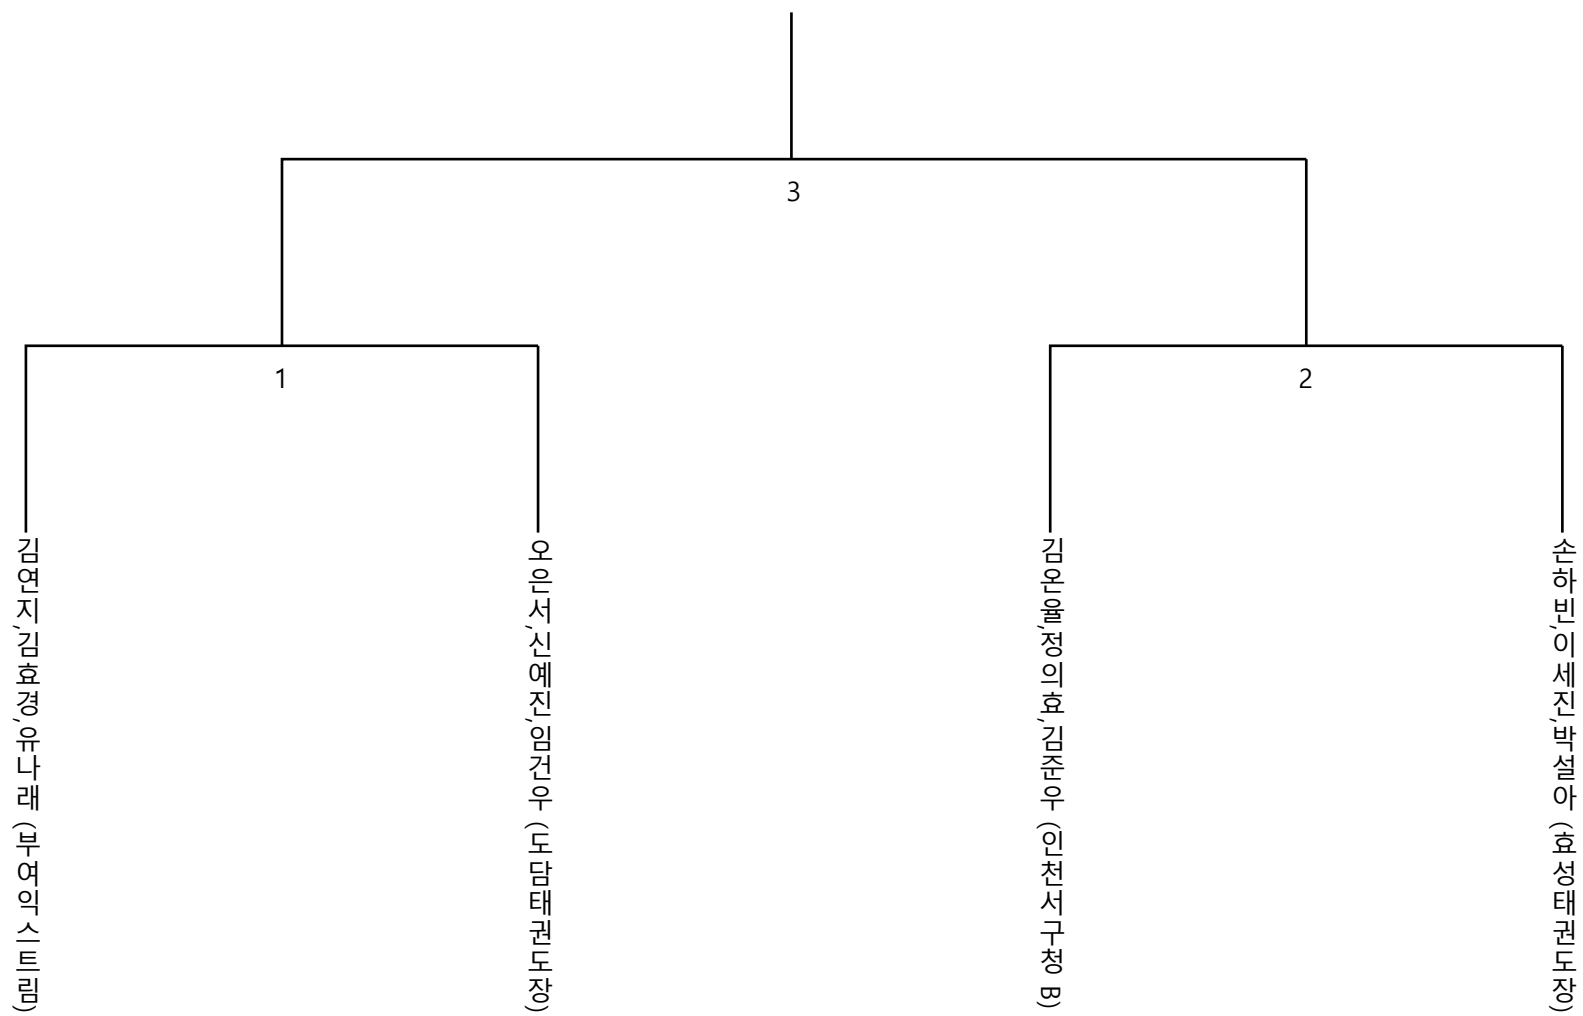 3
1
2
김연지,김효경,유나래 (부여익스트림)
오은서,신예진,임건우 (도담태권도장)
김온율,정의효,김준우 (인천서구청 B)
손하빈,이세진,박설아 (효성태권도장)